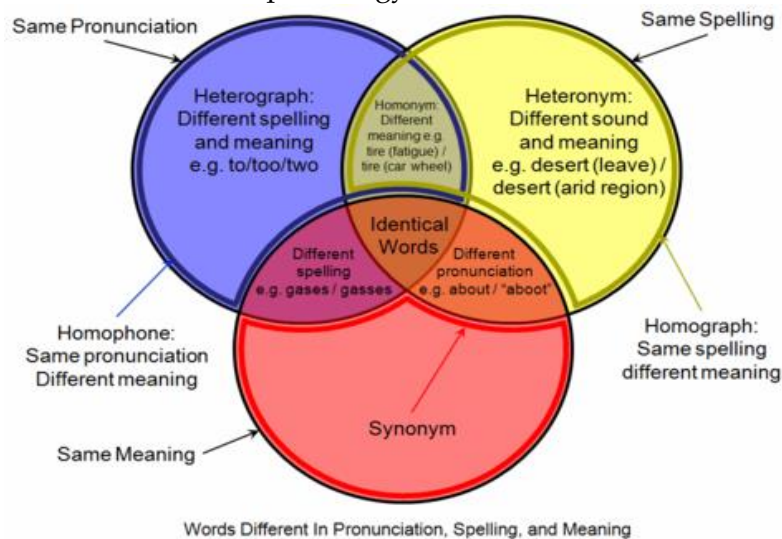 Same Pronunciation
Same Spelling
Heterograph:
Different spelling
and meaning
e.g. to/too/two
Homonym:
Different
meaning e.g.
tire (fatigue) /
tire (car wheel)
Heteronym:
Different sound
and meaning
e.g. desert (leave) /
desert (arid region)
Identical
Words
Different
spelling
e.g. gases / gasses
Different
pronunciation
e.g. about / "aboot"
Homophone:
Same pronunciation
Different meaning
Homograph:
Same spelling
different meaning
Synonym
Same Meaning
Words Different In Pronunciation, Spelling, and Meaning